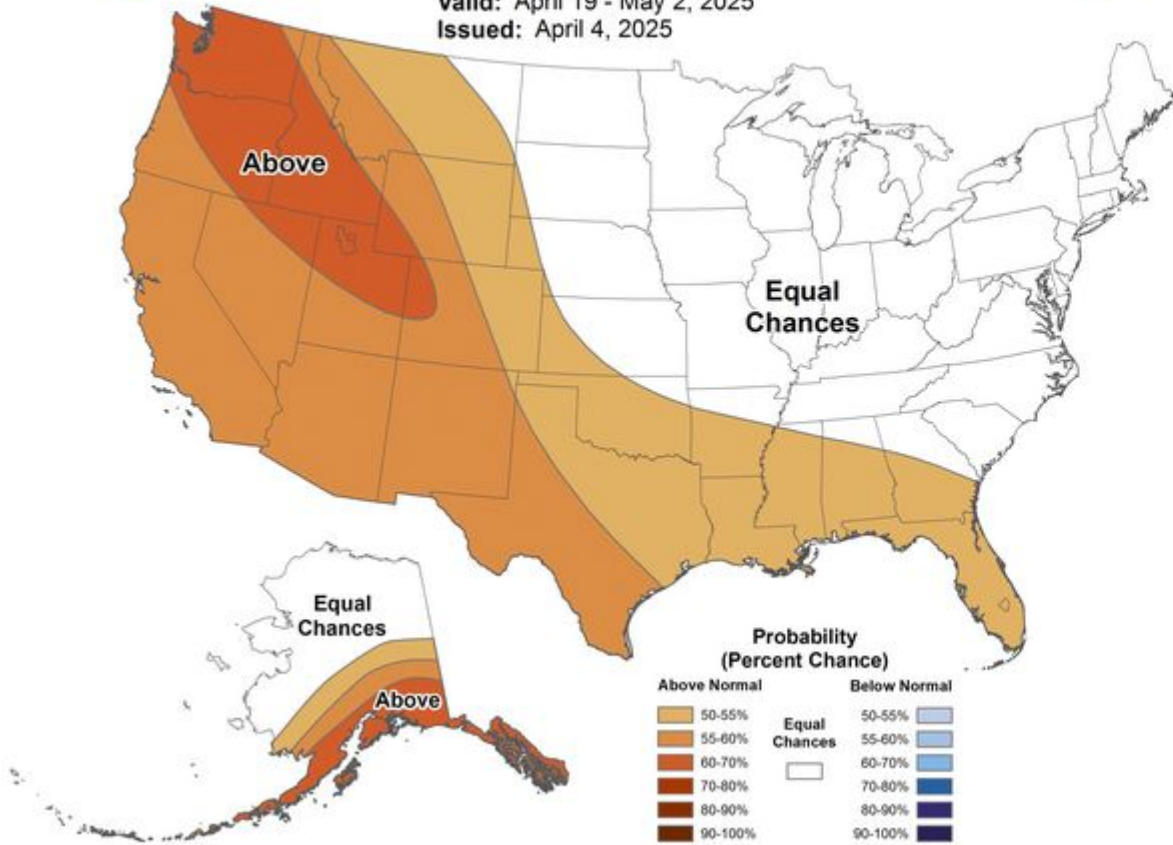 Valid: April 19 - May 2, 2025
Issued: April 4, 2025
Above
Equal
Chances
Equal
Chances
Above
Probability
(Percent Chance)
Above Normal
Below Normal
50-55%
55-60%
60-70%
70-80%
80-90%
90-100%
Equal
Chances
50-55%
55-60%
60-70%
70-80%
80-90%
90-100%